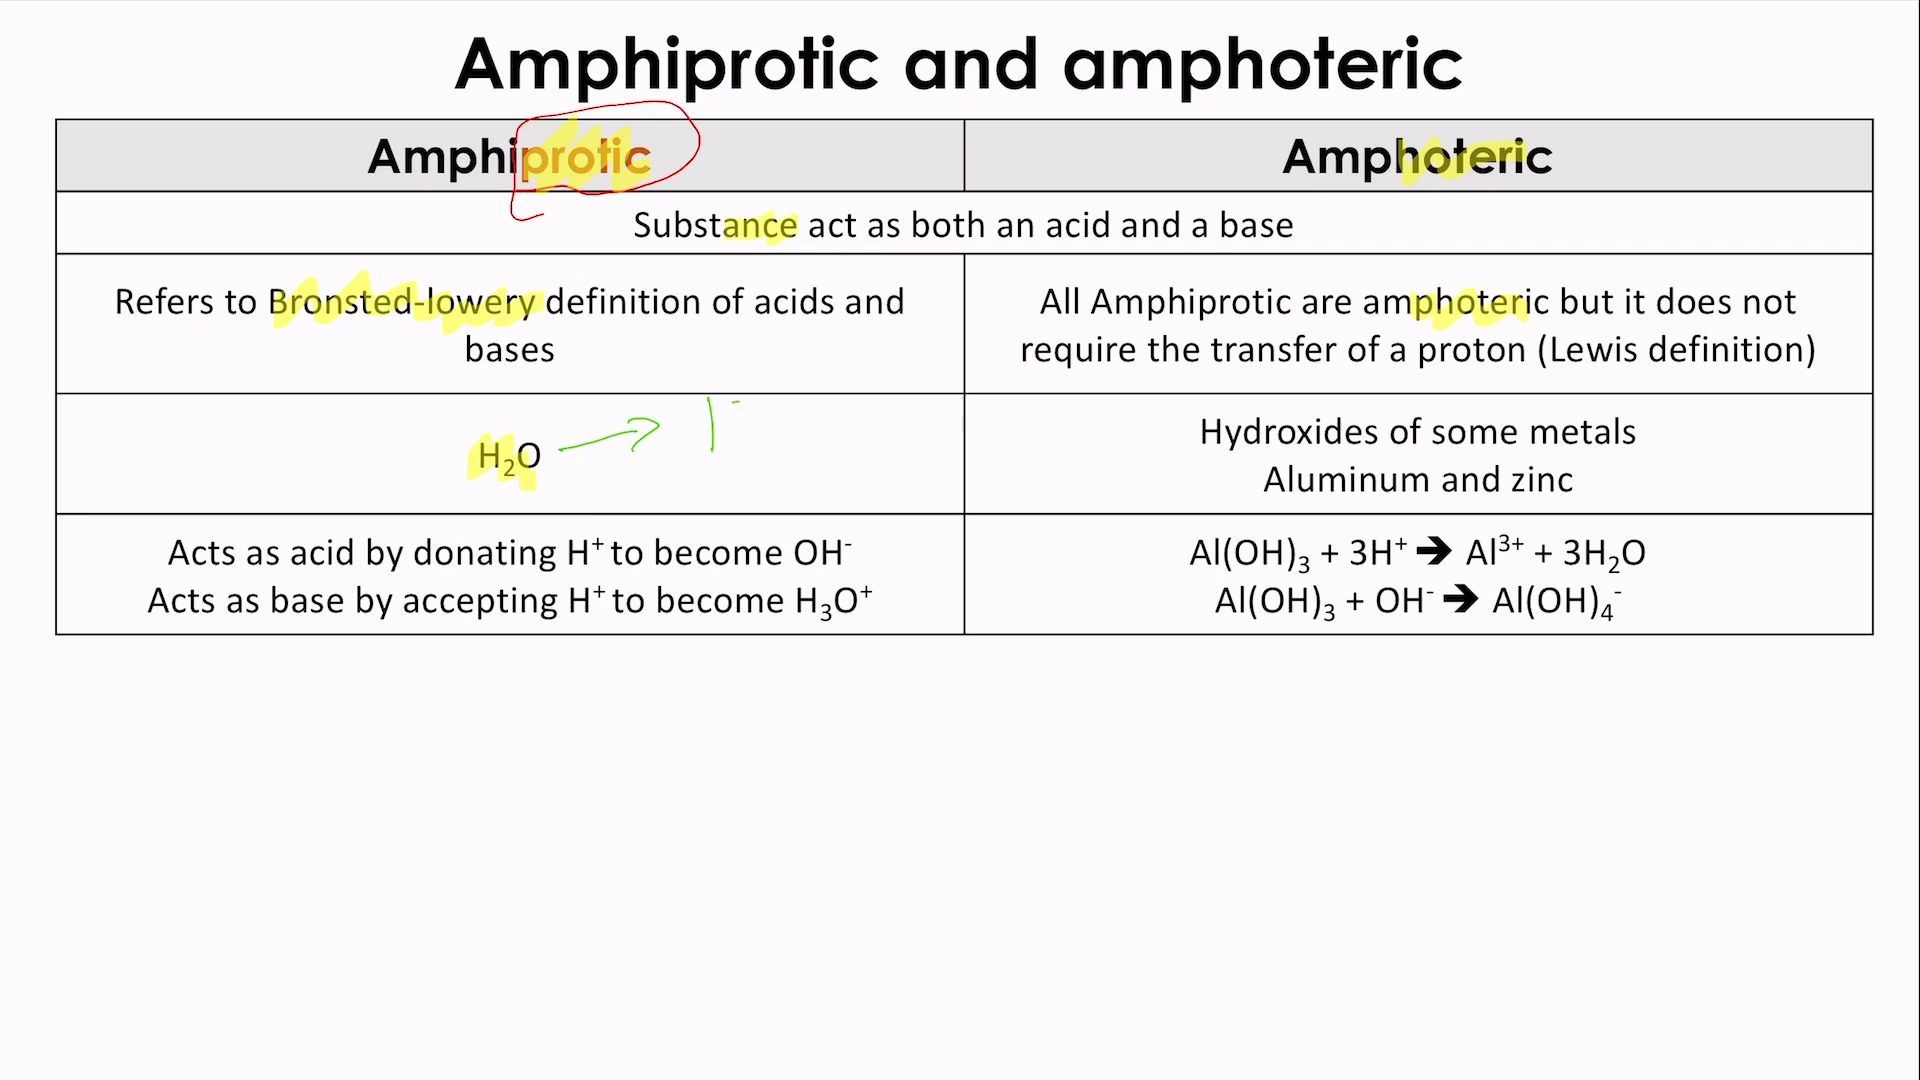 Amphiprotic and amphoteric
Amphiprotic
Amphoteric
Substance act as both an acid and a base
Refers to Bronsted-lowery definition of acids and
bases
All Amphiprotic are amphoteric but it does not
require the transfer of a proton (Lewis definition)
H₂O
Hydroxides of some metals
Aluminum and zinc
Acts as acid by donating H⁺ to become OH⁻
Acts as base by accepting H⁺ to become H₃O⁺
Al(OH)₃ + 3H⁺ 🡺 Al³⁺ + 3H₂O
Al(OH)₃ + OH⁻ 🡺 Al(OH)₄⁻